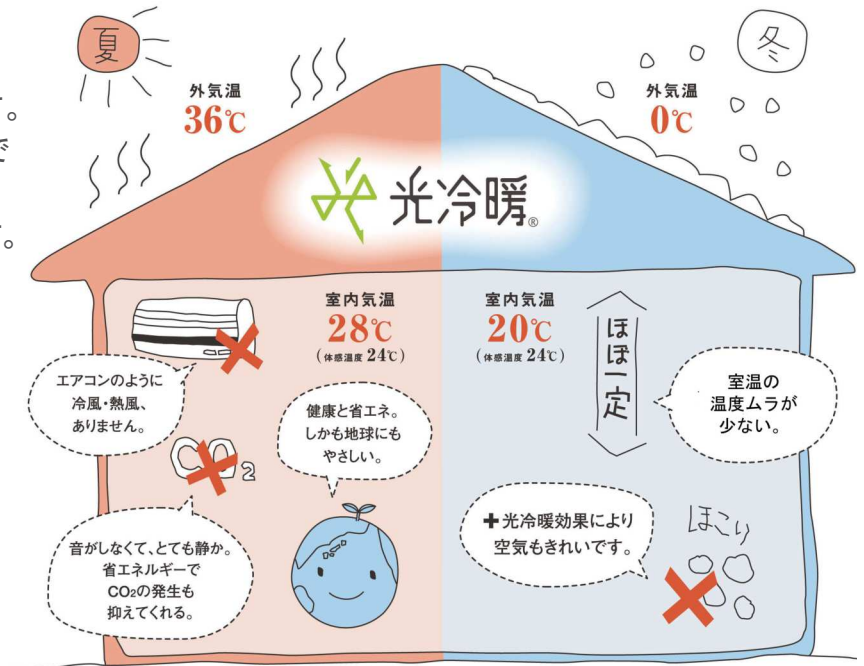 夏
冬
外気温
36℃
外気温
0℃
。
で
。
光冷暖®
室内気温
28℃
(体感温度 24℃)
室内気温
20℃
(体感温度 24℃)
ほぼ一定
エアコンのように
冷風・熱風、
ありません。
室温の
温度ムラが
少ない。
健康と省エネ。
しかも地球にも
やさしい。
CO2
音がしなくて、とても静か。
省エネルギーで
CO2の発生も
抑えてくれる。
+光冷暖効果により
空気もきれいです。
ほこり